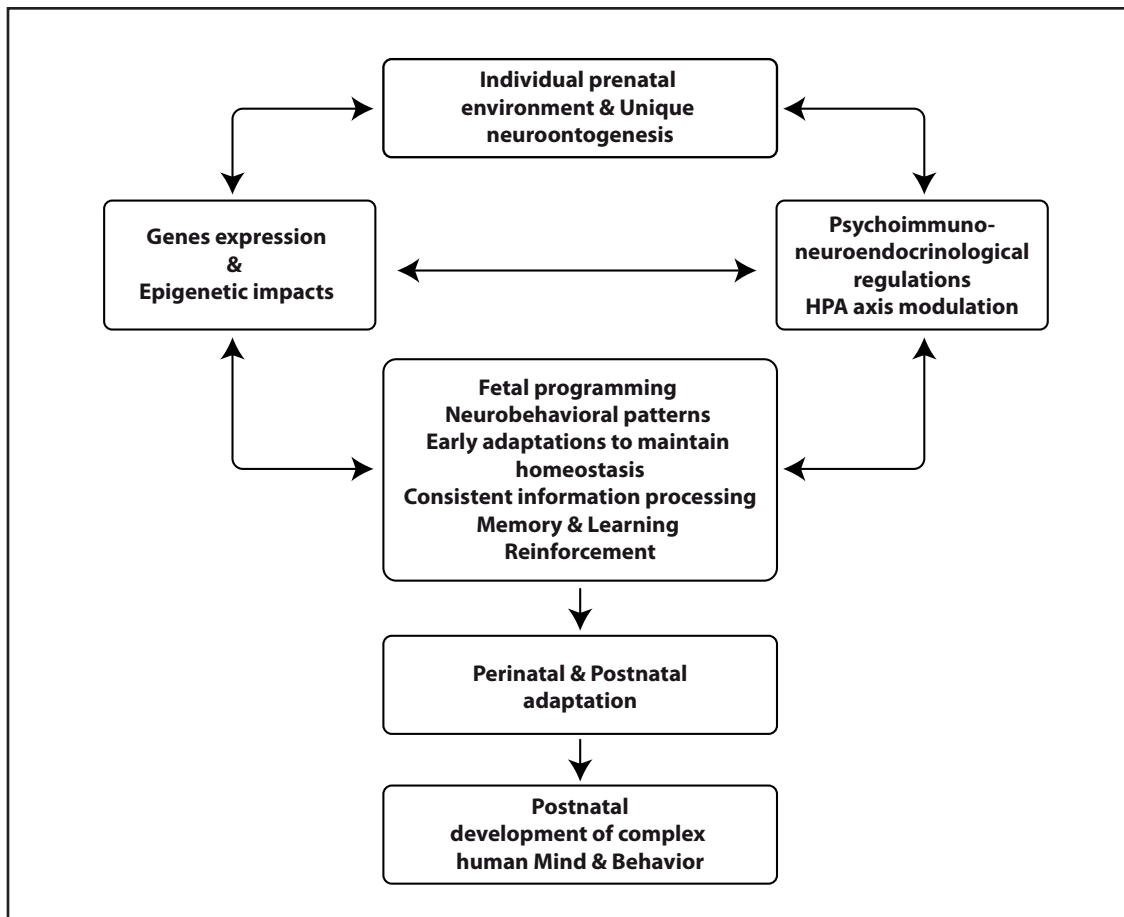 Individual prenatal
environment & Unique
neuroontogenesis
Genes expression
&
Epigenetic impacts
Psychoimmuno-
neuroendocrinological
regulations
HPA axis modulation
Fetal programming
Neurobehavioral patterns
Early adaptations to maintain
homeostasis
Consistent information processing
Memory & Learning
Reinforcement
Perinatal & Postnatal
adaptation
Postnatal
development of complex
human Mind & Behavior